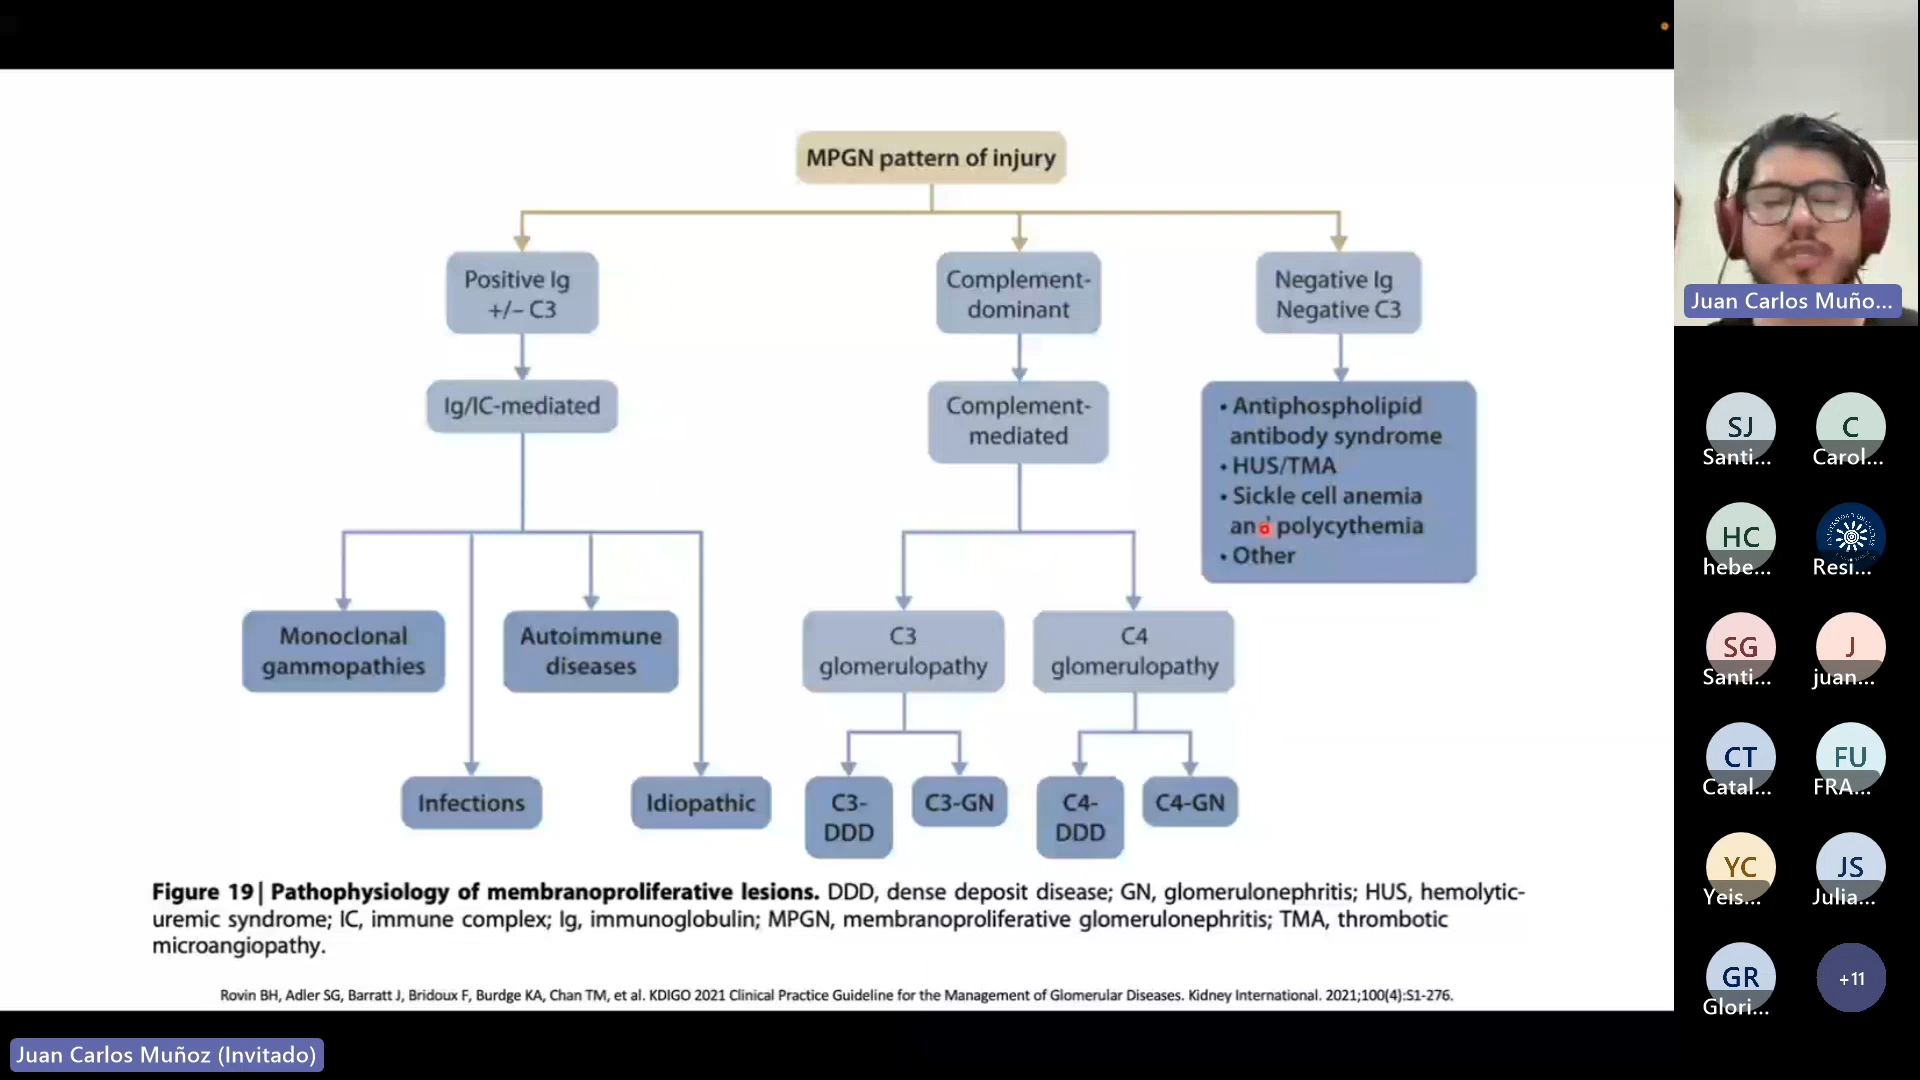 MPGN pattern of injury
Positive Ig
+/− C3
Complement-
dominant
Negative Ig
Negative C3
Ig/IC-mediated
Complement-
mediated
• Antiphospholipid
antibody syndrome
• HUS/TMA
• Sickle cell anemia
and polycythemia
• Other
Monoclonal
gammopathies
Autoimmune
diseases
C3
glomerulopathy
C4
glomerulopathy
Infections
Idiopathic
C3-
DDD
C3-GN
C4-
DDD
C4-GN
Figure 19 | Pathophysiology of membranoproliferative lesions. DDD, dense deposit disease; GN, glomerulonephritis; HUS, hemolytic-
uremic syndrome; IC, immune complex; Ig, immunoglobulin; MPGN, membranoproliferative glomerulonephritis; TMA, thrombotic
microangiopathy.
Rovin BH, Adler SG, Barratt J, Bridoux F, Burdge KA, Chan TM, et al. KDIGO 2021 Clinical Practice Guideline for the Management of Glomerular Diseases. Kidney International. 2021;100(4):S1-276.
Juan Carlos Muñoz (Invitado)
Juan Carlos Muño...
SJ
Santi...
C
Carol...
HC
hebe...
Resi...
SG
Santi...
J
juan...
CT
Catal...
FU
FRA...
YC
Yeis...
JS
Julia...
GR
Glori...
+11